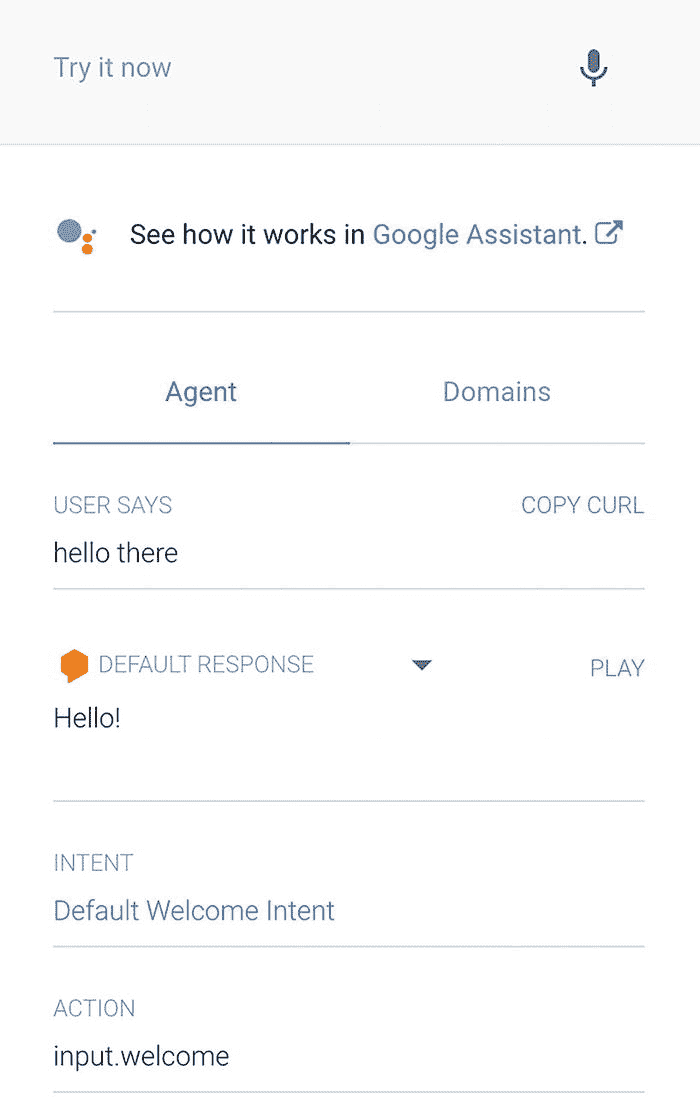 Try it now
See how it works in Google Assistant.
Agent Domains
USER SAYS COPY CURL
hello there
DEFAULT RESPONSE PLAY
Hello!
INTENT
Default Welcome Intent
ACTION
input.welcome